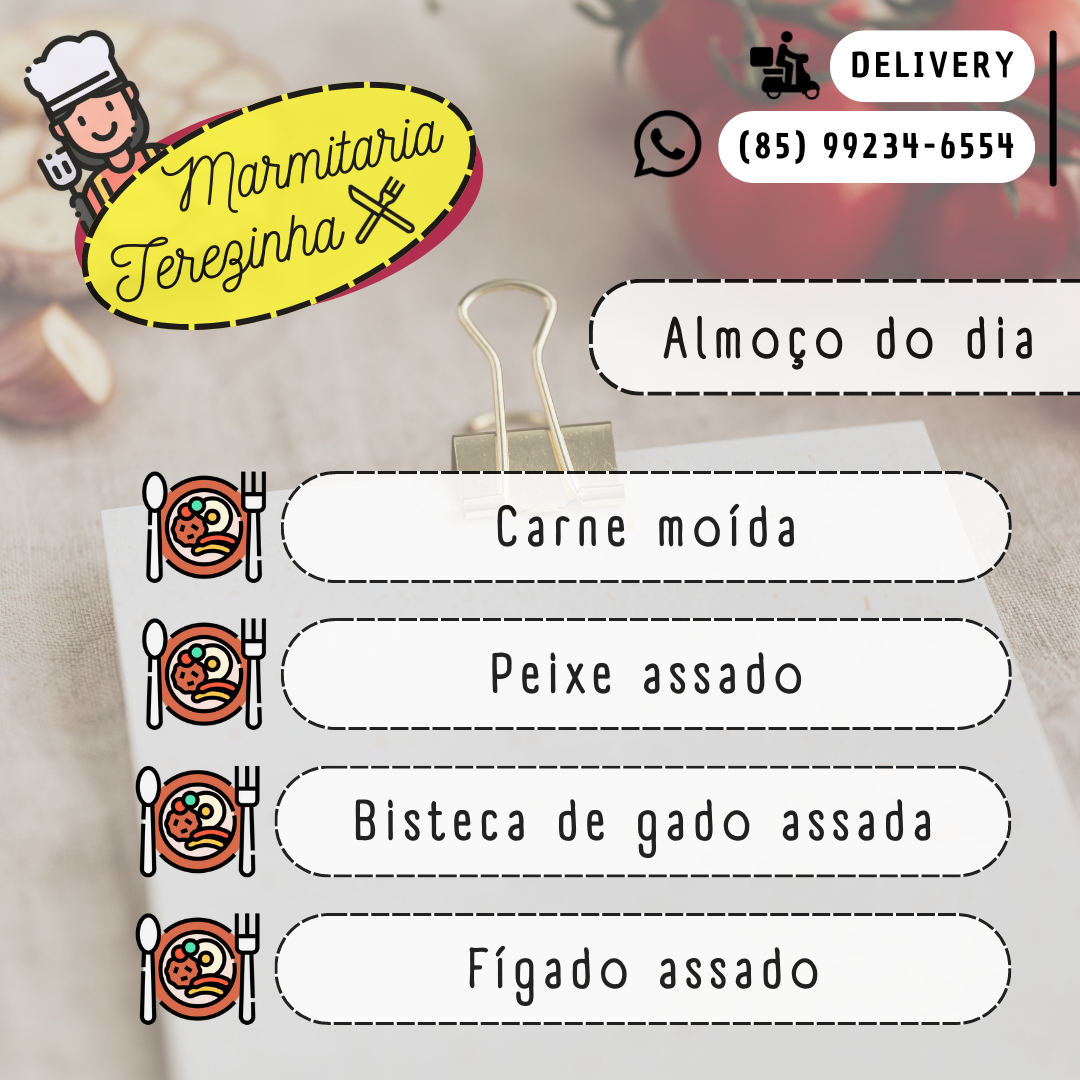 Marmitaria
Terezinha
DELIVERY
(85) 99234-6554
Almoço do dia
Carne moída
Peixe assado
Bisteca de gado assada
Fígado assado